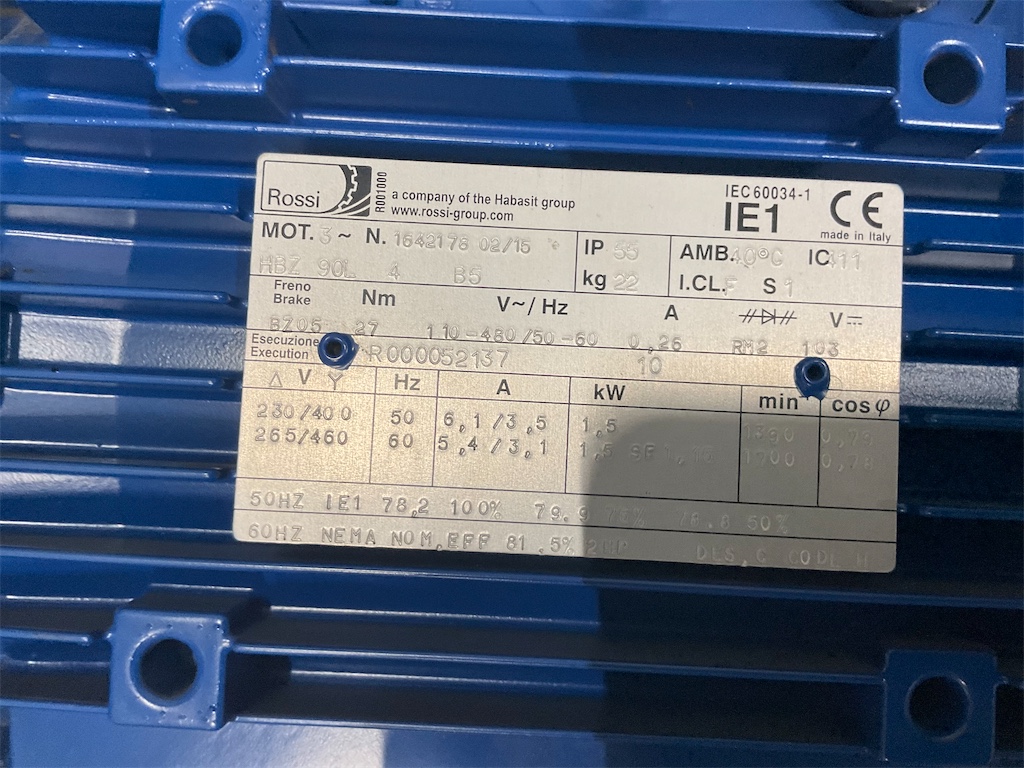 Rossi
R001000
a company of the Habasit group
www.rossi-group.com
IEC 60034-1
IE1
CE
made in Italy
MOT. 3 ~ N. 1642178 02/15
IP 55
AMB. 40°C IC 411
HBZ 90L 4 B5
kg 22
I.CL. F S 1
Freno
Brake
Nm V~/ Hz A V
BZ05 27 110-480/50-60 0,26 RM2 103
Esecuzione
Execution
R000052137 10
△ V Y Hz A kW min cos φ
230/400 50 6,1/3,5 1,5 1390 0,79
265/460 60 5,4/3,1 1,5 SF 1,15 1700 0,78
50HZ IE1 78,2 100% 79.9 75% 78.8 50%
60HZ NEMA NOM.EFF 81.5% 2HP DES.C CODE H